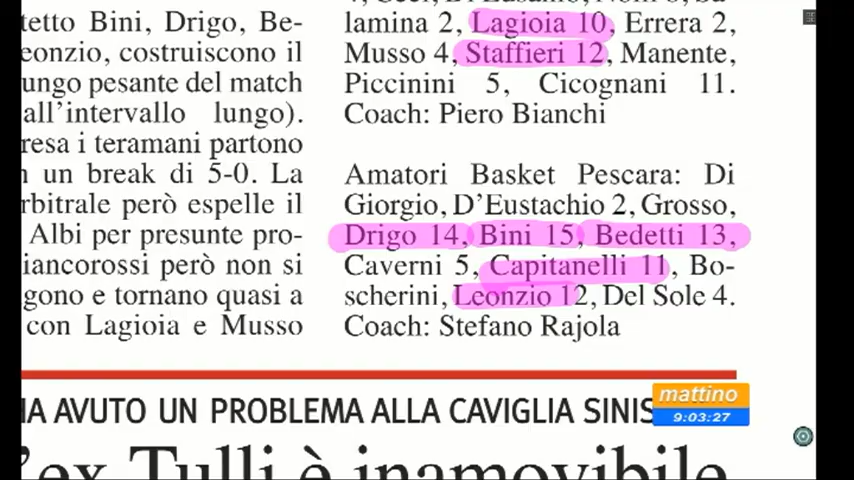 tetto Bini, Drigo, Be-
eonzio, costruiscono il
ungo pesante del match
all'intervallo lungo).
resa i teramani partono
n un break di 5-0. La
rbitrale però espelle il
Albi per presunte pro-
iancorossi però non si
gono e tornano quasi a
con Lagioia e Musso
lamina 2, Lagioia 10, Errera 2,
Musso 4, Staffieri 12, Manente,
Piccinini 5, Cicognani 11.
Coach: Piero Bianchi
Amatori Basket Pescara: Di
Giorgio, D'Eustachio 2, Grosso,
Drigo 14, Bini 15, Bedetti 13,
Caverni 5, Capitanelli 11, Bo-
scherini, Leonzio 12, Del Sole 4.
Coach: Stefano Rajola
HA AVUTO UN PROBLEMA ALLA CAVIGLIA SINIS
'ex Tulli è inamovibile
mattino
9:03:27